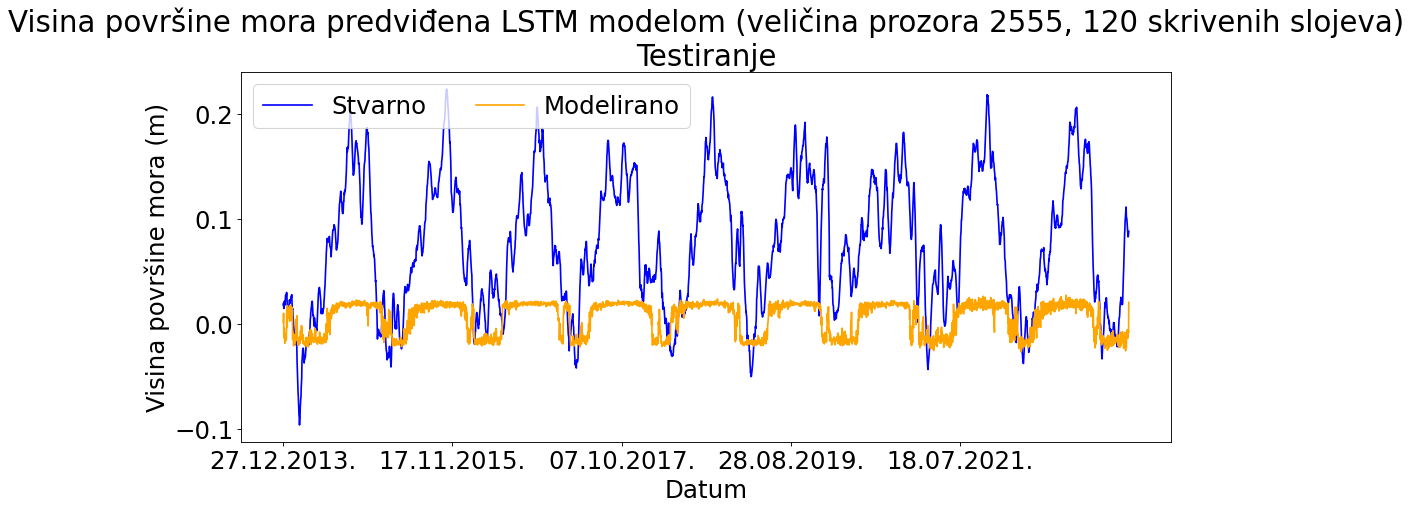 Visina površine mora predviđena LSTM modelom (veličina prozora 2555, 120 skrivenih slojeva)
Testiranje
Stvarno
Modelirano
Visina površine mora (m)
0.2
0.1
0.0
−0.1
27.12.2013.
17.11.2015.
07.10.2017.
28.08.2019.
18.07.2021.
Datum